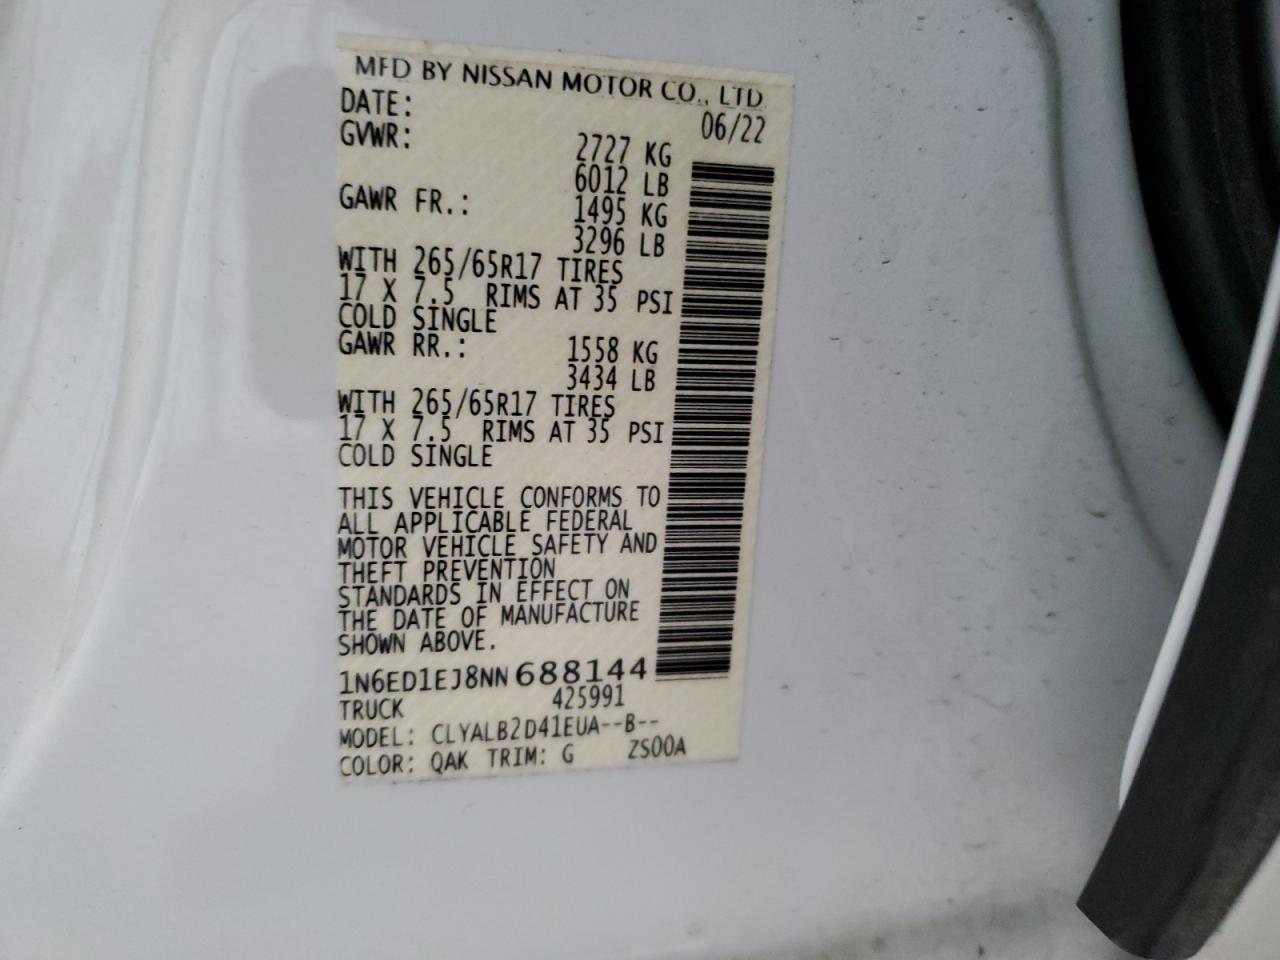 MFD BY NISSAN MOTOR CO., LTD.
DATE: 06/22
GVWR: 2727 KG
6012 LB
GAWR FR.: 1495 KG
3296 LB
WITH 265/65R17 TIRES
17 X 7.5 RIMS AT 35 PSI
COLD SINGLE
GAWR RR.: 1558 KG
3434 LB
WITH 265/65R17 TIRES
17 X 7.5 RIMS AT 35 PSI
COLD SINGLE
THIS VEHICLE CONFORMS TO
ALL APPLICABLE FEDERAL
MOTOR VEHICLE SAFETY AND
THEFT PREVENTION
STANDARDS IN EFFECT ON
THE DATE OF MANUFACTURE
SHOWN ABOVE.
1N6ED1EJ8NN688144
TRUCK 425991
MODEL: CLYALB2D41EUA--B--
COLOR: QAK TRIM: G ZS00A